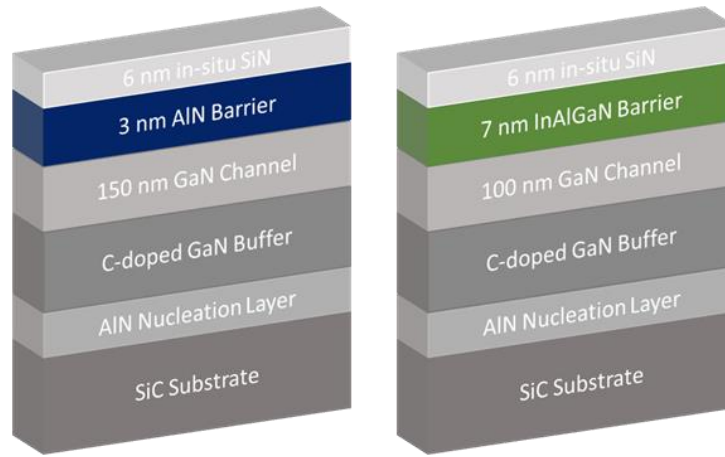 6 nm in-situ SiN
3 nm AlN Barrier
150 nm GaN Channel
C-doped GaN Buffer
AlN Nucleation Layer
SiC Substrate
6 nm in-situ SiN
7 nm InAlGaN Barrier
100 nm GaN Channel
C-doped GaN Buffer
AlN Nucleation Layer
SiC Substrate